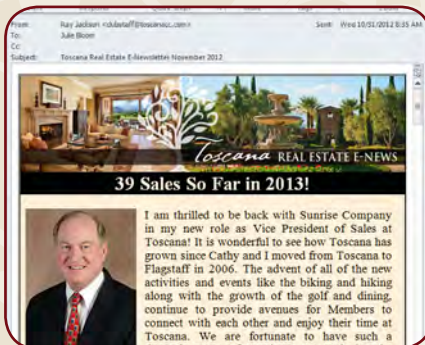 From: Ray Jackson <clubstaff@toscanacc.com> Sent: Wed 10/31/2012 8:35 AM
To: Julie Bloom
Cc:
Subject: Toscana Real Estate E-Newsletter November 2012
Toscana REAL ESTATE E-NEWS
39 Sales So Far in 2013!
I am thrilled to be back with Sunrise Company
in my new role as Vice President of Sales at
Toscana! It is wonderful to see how Toscana has
grown since Cathy and I moved from Toscana to
Flagstaff in 2006. The advent of all of the new
activities and events like the biking and hiking
along with the growth of the golf and dining,
continue to provide avenues for Members to
connect with each other and enjoy their time at
Toscana. We are fortunate to have such a